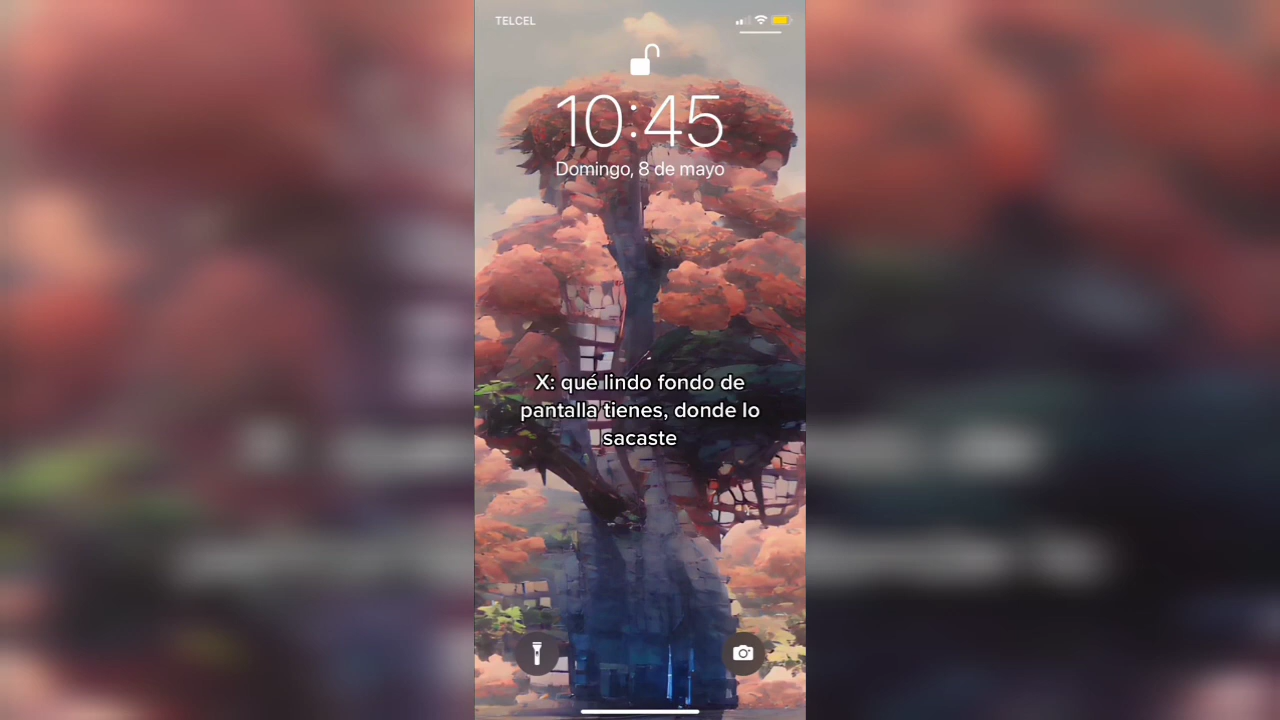 TELCEL
10:45
Domingo, 8 de mayo
X: qué lindo fondo de
pantalla tienes, donde lo
sacaste